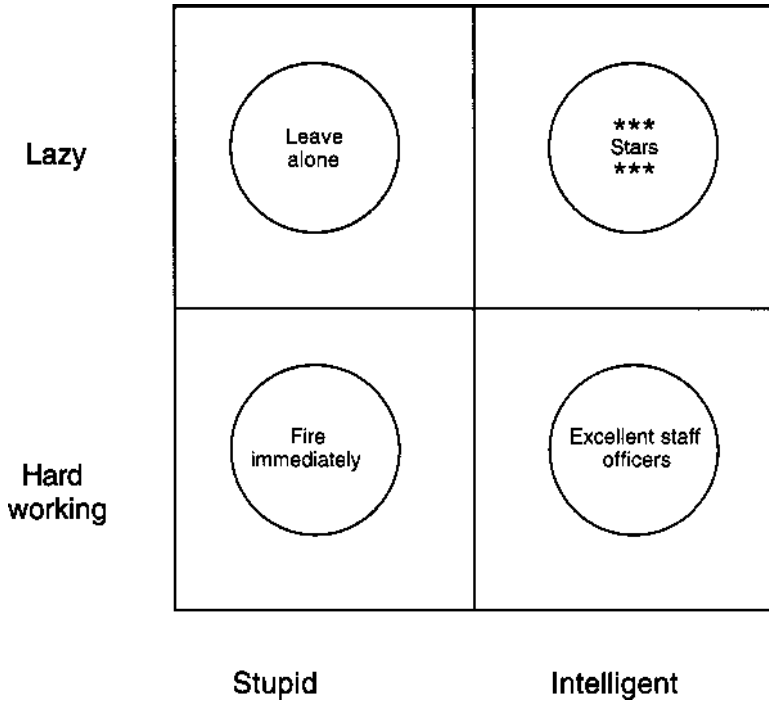 Lazy
Leave
alone
***
Stars
***
Hard
working
Fire
immediately
Excellent staff
officers
Stupid
Intelligent